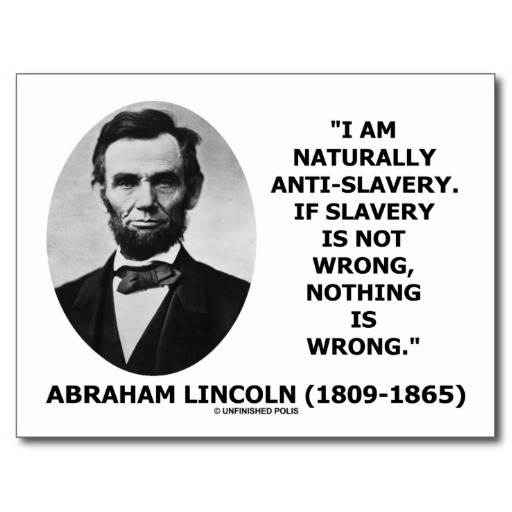 "I AM
NATURALLY
ANTI-SLAVERY.
IF SLAVERY
IS NOT
WRONG,
NOTHING
IS
WRONG."
ABRAHAM LINCOLN (1809-1865)
© UNFINISHED POLIS